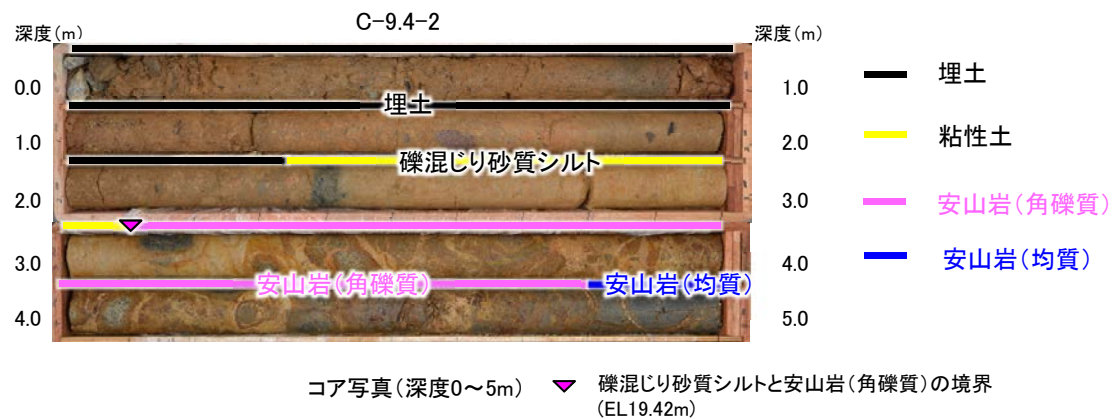 C-9.4-2
深度(m)
深度(m)
0.0
1.0
埋土
1.0
2.0
礫混じり砂質シルト
2.0
3.0
3.0
4.0
安山岩(角礫質)
安山岩(均質)
4.0
5.0
埋土
粘性土
安山岩(角礫質)
安山岩(均質)
コア写真(深度0～5m)
礫混じり砂質シルトと安山岩(角礫質)の境界
(EL19.42m)